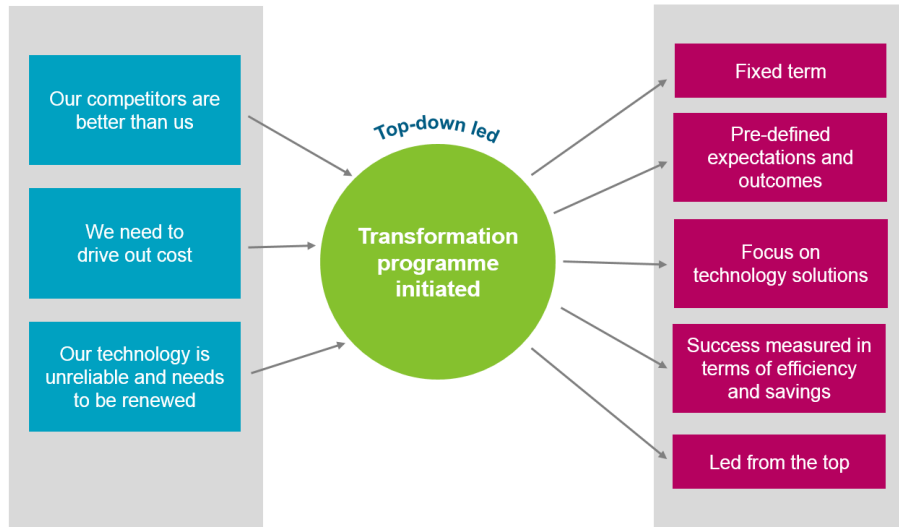 Our competitors are
better than us
We need to
drive out cost
Our technology is
unreliable and needs
to be renewed
Top-down led
Transformation
programme
initiated
Fixed term
Pre-defined
expectations and
outcomes
Focus on
technology solutions
Success measured in
terms of efficiency
and savings
Led from the top